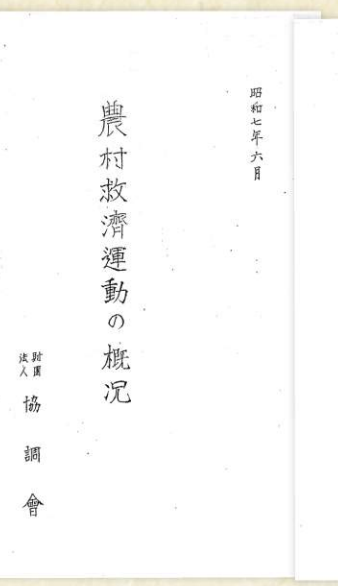 昭和七年六月
農村救濟運動の概況
財團法人 協調會